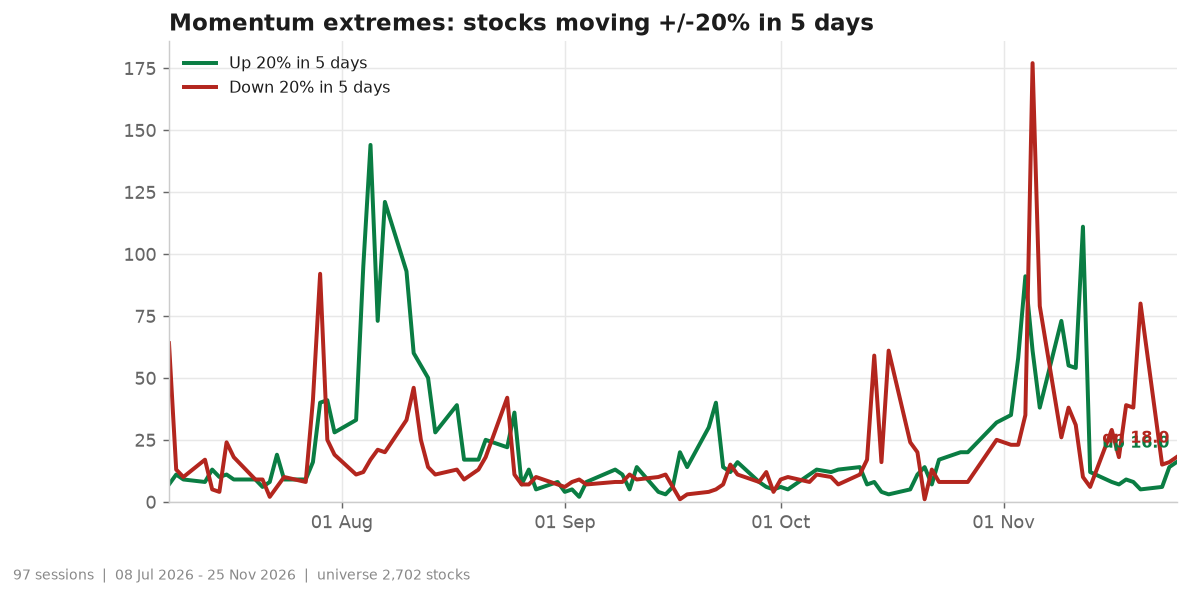 Momentum extremes: stocks moving +/-20% in 5 days
Up 20% in 5 days
Down 20% in 5 days
175
150
125
100
75
50
25
0
18.0
01 Aug
01 Sep
01 Oct
01 Nov
97 sessions | 08 Jul 2026 - 25 Nov 2026 | universe 2,702 stocks